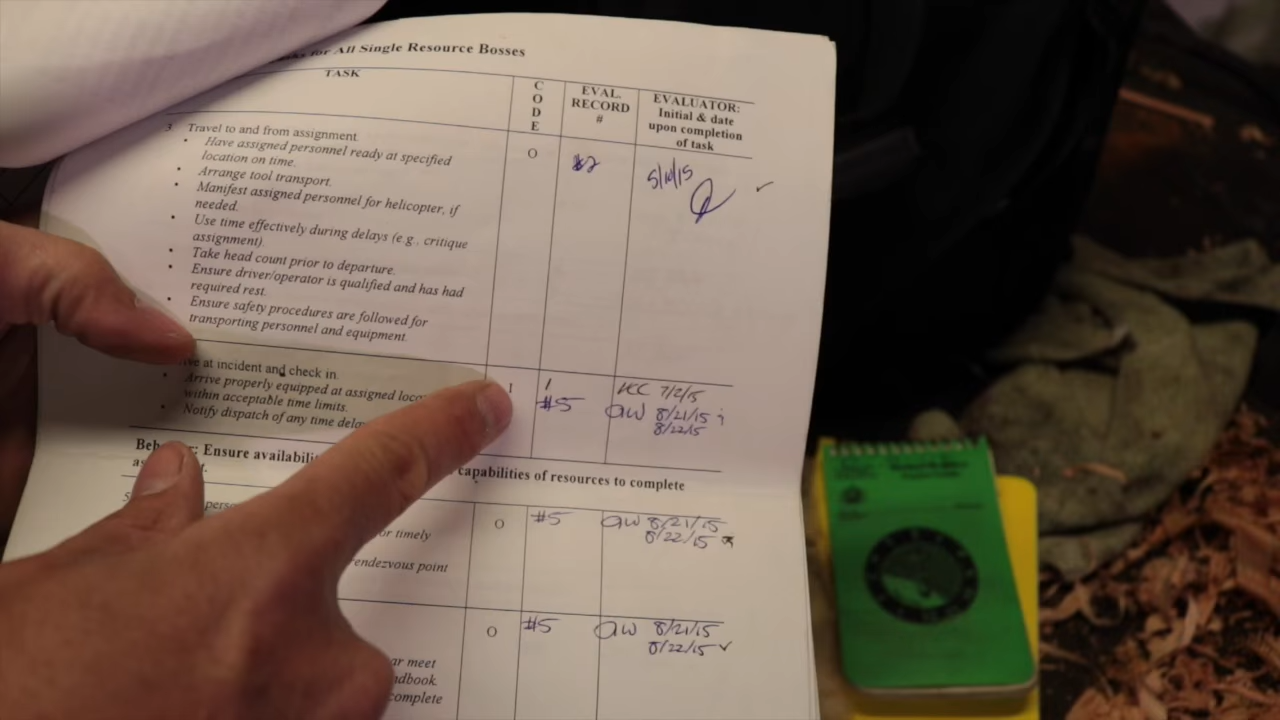 for All Single Resource Bosses
TASK
CODE
EVAL. RECORD #
EVALUATOR: Initial & date upon completion of task
3. Travel to and from assignment.
• Have assigned personnel ready at specified
location on time.
• Arrange tool transport.
• Manifest assigned personnel for helicopter, if
needed.
• Use time effectively during delays (e.g., critique
assignment).
• Take head count prior to departure.
• Ensure driver/operator is qualified and has had
required rest.
• Ensure safety procedures are followed for
transporting personnel and equipment.
O
#2
5/10/15
at incident and check in.
• Arrive properly equipped at assigned
within acceptable time limits.
• Notify dispatch of any time
I
1
#5
7/2/15
8/21/15
8/22/15
Ensure
capabilities of resources to complete
5.
timely
rendezvous point
O
#5
8/21/15
8/22/15
meet
complete
O
#5
8/21/15
8/22/15